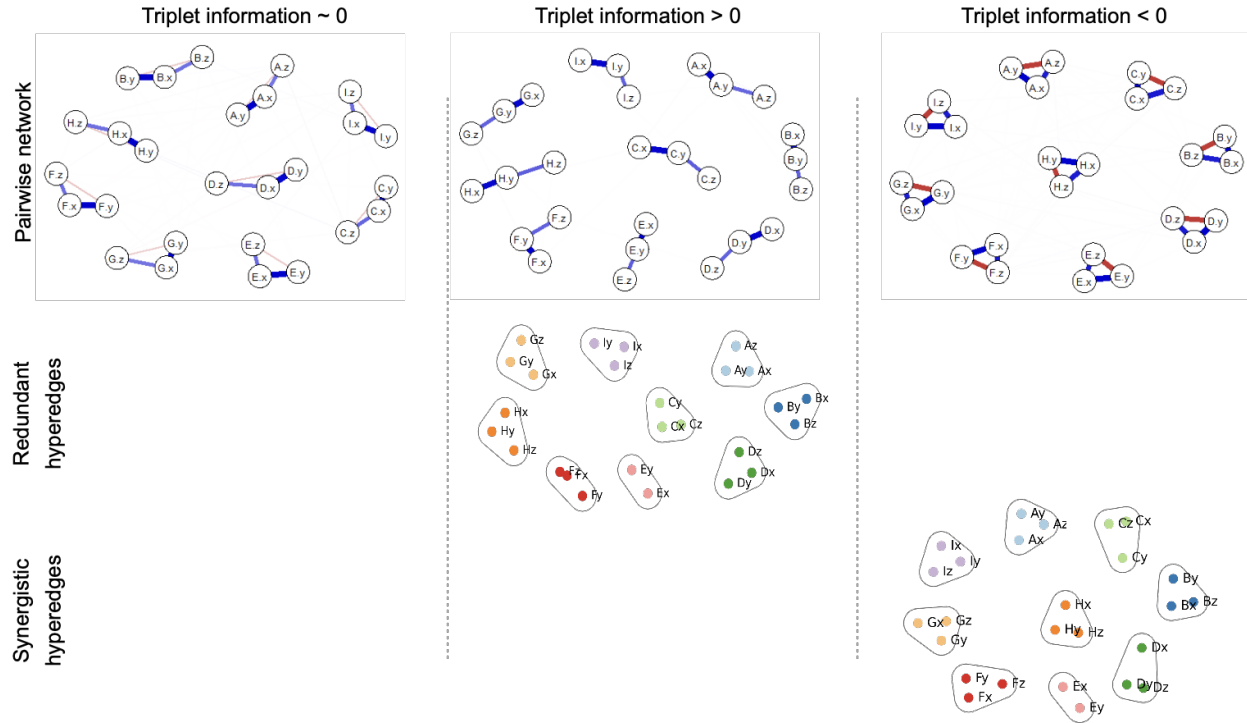 Triplet information ~ 0
Triplet information > 0
Triplet information < 0
Pairwise network
B.z
B.y
B.x
A.z
A.x
A.y
I.z
I.x
I.y
H.z
H.x
H.y
F.z
F.x
F.y
D.z
D.x
D.y
C.y
C.x
C.z
G.y
G.z
G.x
E.z
E.x
E.y
I.x
I.y
I.z
A.x
A.y
A.z
G.x
G.y
G.z
B.x
B.y
B.z
C.x
C.y
C.z
H.z
H.y
H.x
F.z
F.y
F.x
E.x
E.y
E.z
D.x
D.y
D.z
A.y
A.z
A.x
C.y
C.z
C.x
I.z
I.y
I.x
B.y
B.z
B.x
H.y
H.x
H.z
G.z
G.y
G.x
D.z
D.y
D.x
F.x
F.y
F.z
E.z
E.x
E.y
Redundant
hyperedges
Gz
Gy
Gx
Iy
Ix
Iz
Az
Ay
Ax
Hx
Hy
Hz
Cy
Cx
Cz
Bx
By
Bz
Fz
Fx
Fy
Ey
Ex
Dz
Dx
Dy
Synergistic
hyperedges
Ay
Az
Ax
Cz
Cx
Cy
Ix
Iy
Iz
By
Bx
Bz
Gx
Gz
Gy
Hx
Hy
Hz
Dx
Dy
Dz
Fy
Fz
Fx
Ex
Ey